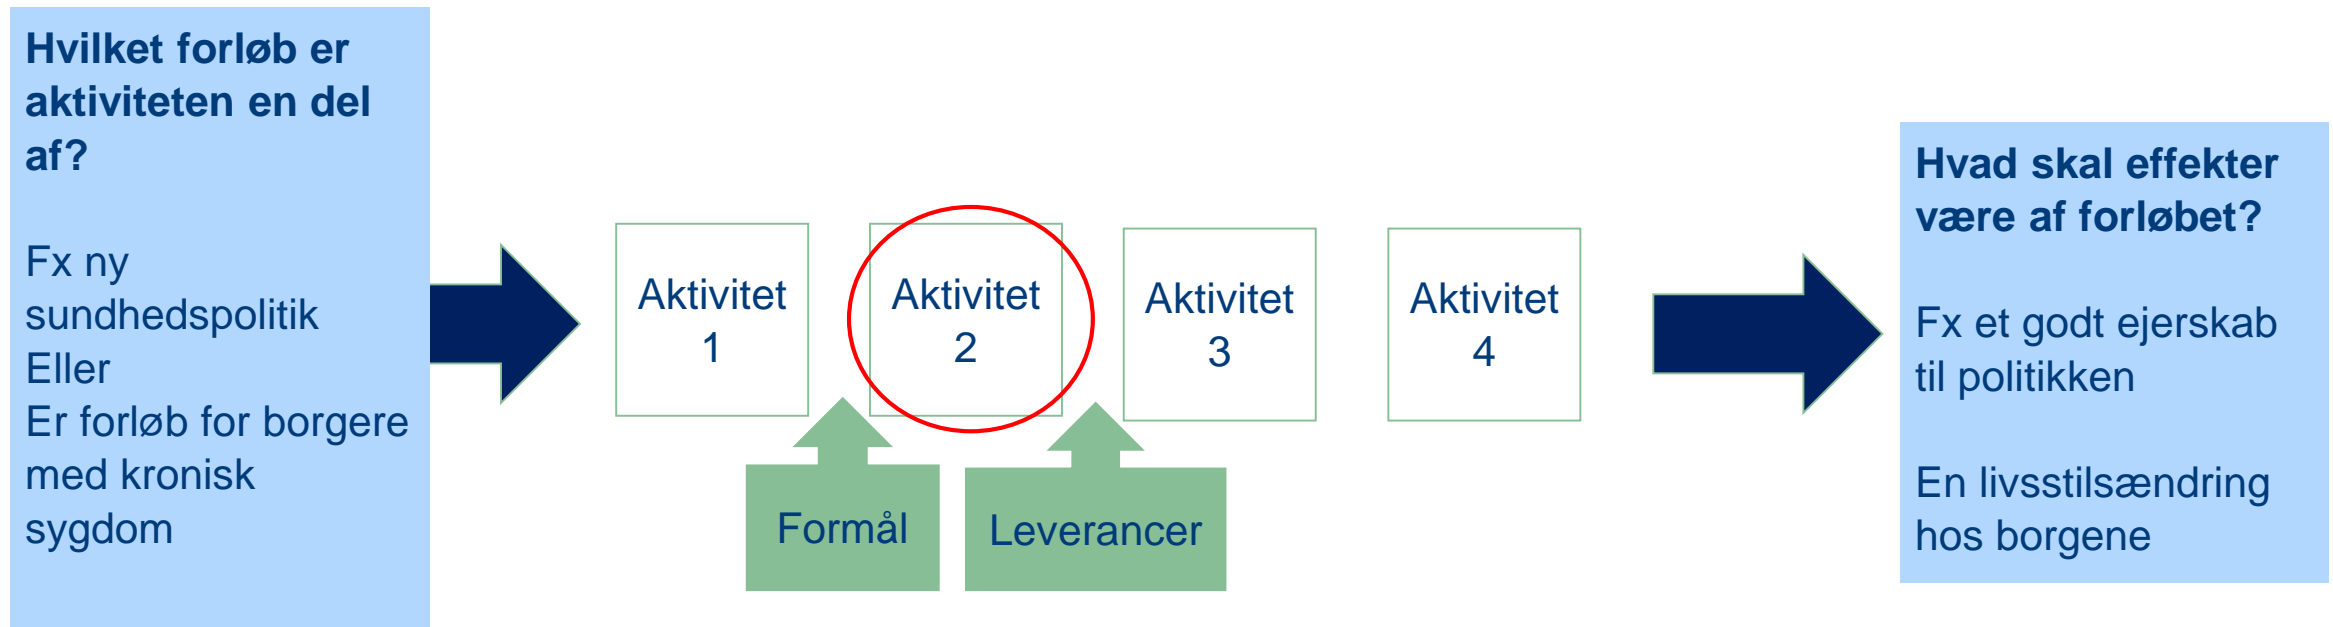 Hvilket forløb er
aktiviteten en del
af?
Fx ny
sundhedspolitik
Eller
Er forløb for borgere
med kronisk
sygdom
Aktivitet
1
Aktivitet
2
Aktivitet
3
Aktivitet
4
Formål
Leverancer
Hvad skal effekter
være af forløbet?
Fx et godt ejerskab
til politikken
En livsstilsændring
hos borgene